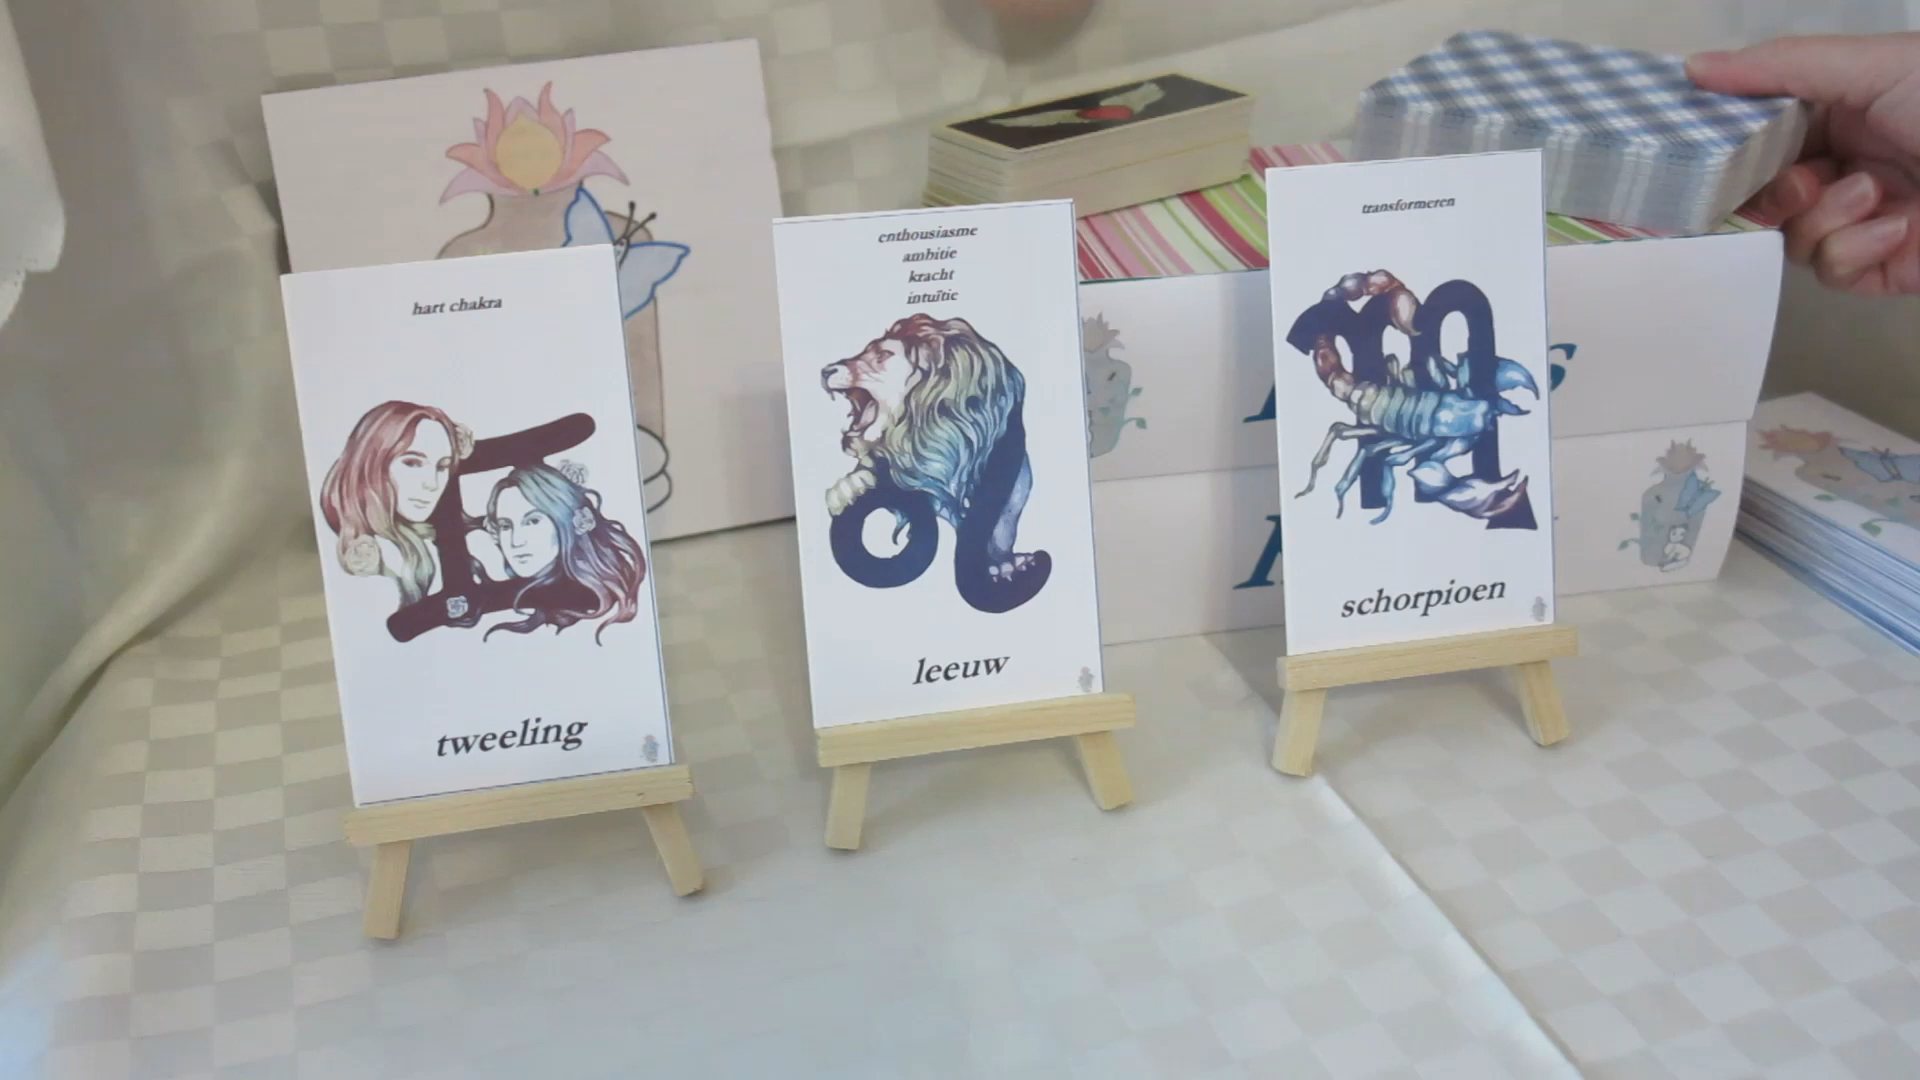 hart chakra
tweeling
enthousiasme
ambitie
kracht
intuïtie
leeuw
transformeren
schorpioen